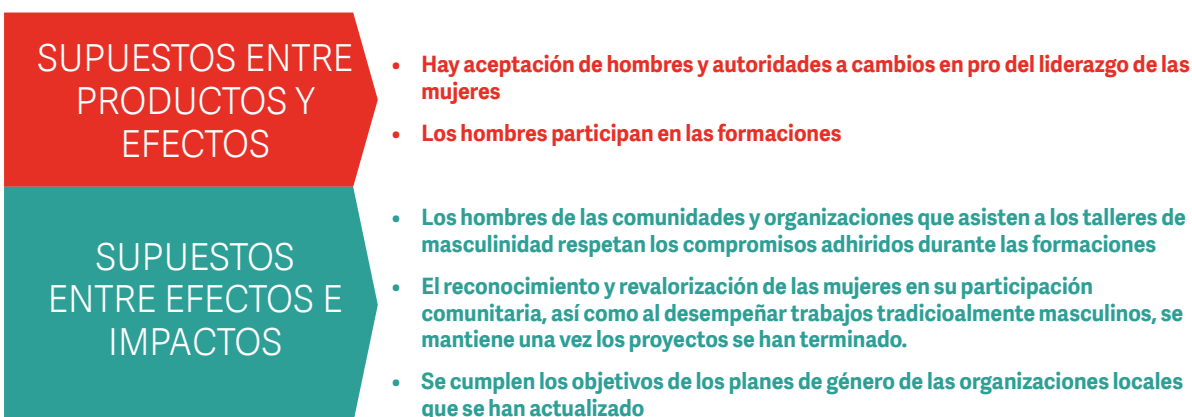 SUPUESTOS ENTRE
PRODUCTOS Y
EFECTOS
• Hay aceptación de hombres y autoridades a cambios en pro del liderazgo de las
mujeres
• Los hombres participan en las formaciones
SUPUESTOS
ENTRE EFECTOS E
IMPACTOS
• Los hombres de las comunidades y organizaciones que asisten a los talleres de
masculinidad respetan los compromisos adhiridos durante las formaciones
• El reconocimiento y revalorización de las mujeres en su participación
comunitaria, así como al desempeñar trabajos tradicioalmente masculinos, se
mantiene una vez los proyectos se han terminado.
• Se cumplen los objetivos de los planes de género de las organizaciones locales
que se han actualizado